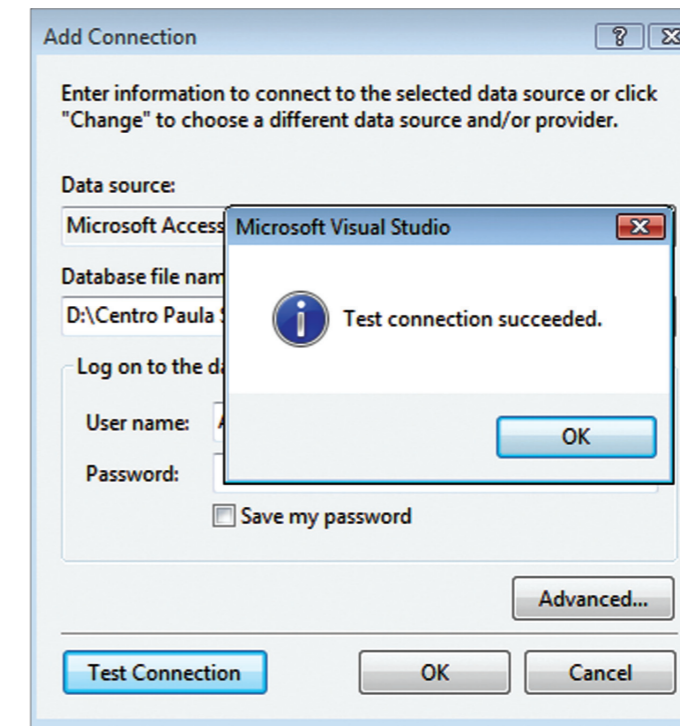 Add Connection
Enter information to connect to the selected data source or click
"Change" to choose a different data source and/or provider.
Data source:
Microsoft Access
Microsoft Visual Studio
Database file nam
D:\Centro Paula
Test connection succeeded.
Log on to the
User name:
OK
Password:
Save my password
Advanced...
Test Connection
OK
Cancel